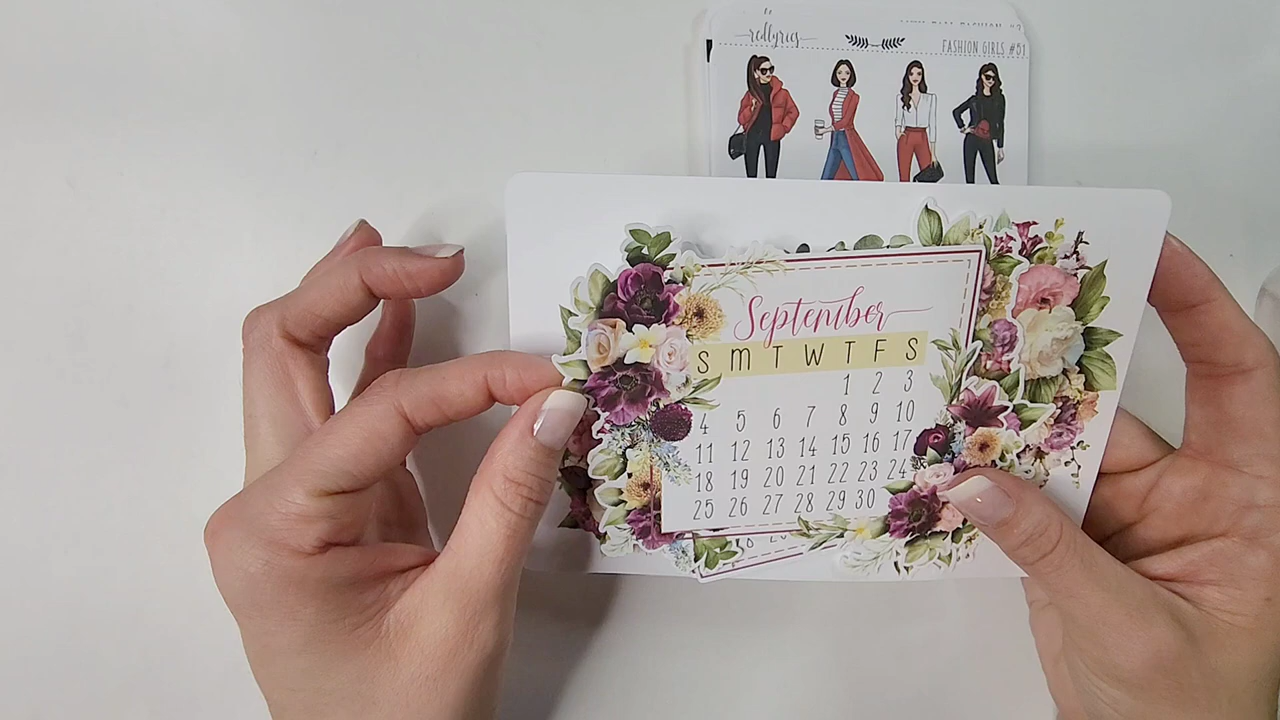 redlyrics
FASHION GIRLS #51
September
S M T W T F S
1 2 3
4 5 6 7 8 9 10
11 12 13 14 15 16 17
18 19 20 21 22 23 24
25 26 27 28 29 30